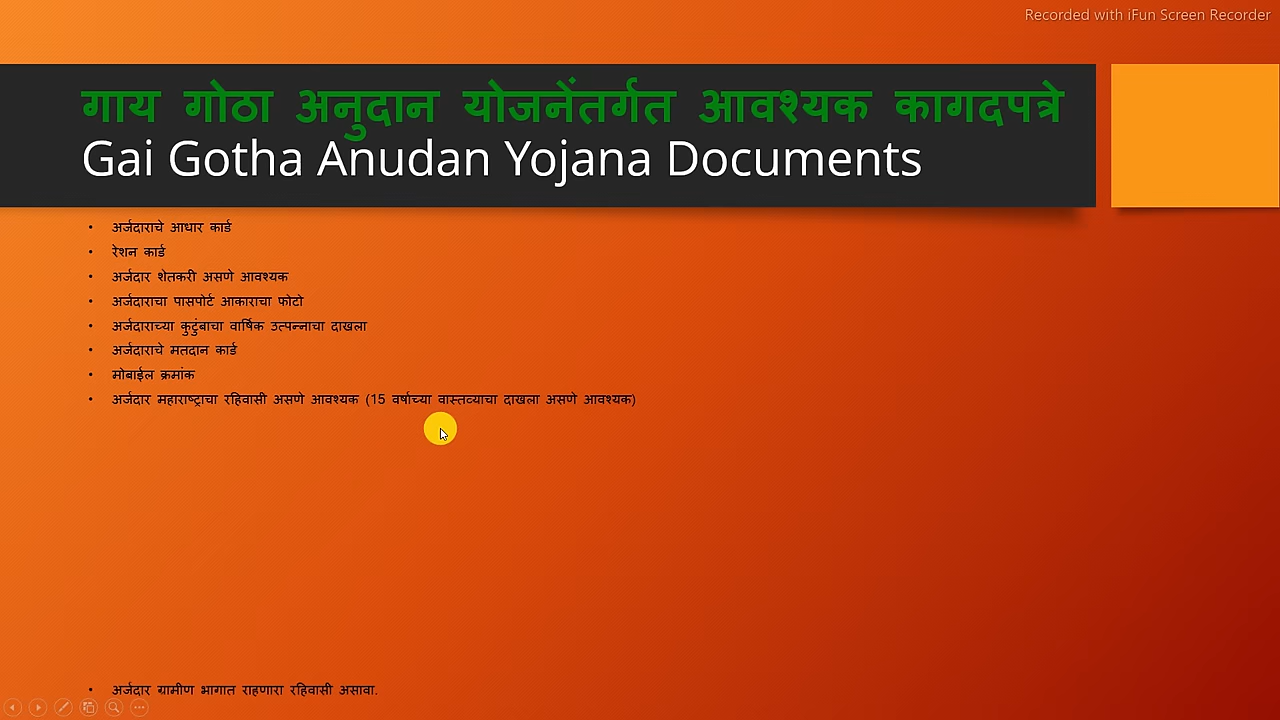 Recorded with iFun Screen Recorder
गाय गोठा अनुदान योजनेंतर्गत आवश्यक कागदपत्रे
Gai Gotha Anudan Yojana Documents
• अर्जदाराचे आधार कार्ड
• रेशन कार्ड
• अर्जदार शेतकरी असणे आवश्यक
• अर्जदाराचा पासपोर्ट आकाराचा फोटो
• अर्जदाराच्या कुटुंबाचा वार्षिक उत्पन्नाचा दाखला
• अर्जदाराचे मतदान कार्ड
• मोबाईल क्रमांक
• अर्जदार महाराष्ट्राचा रहिवासी असणे आवश्यक (15 वर्षाच्या वास्तव्याचा दाखला असणे आवश्यक)
• अर्जदार ग्रामीण भागात राहणारा रहिवासी असावा.